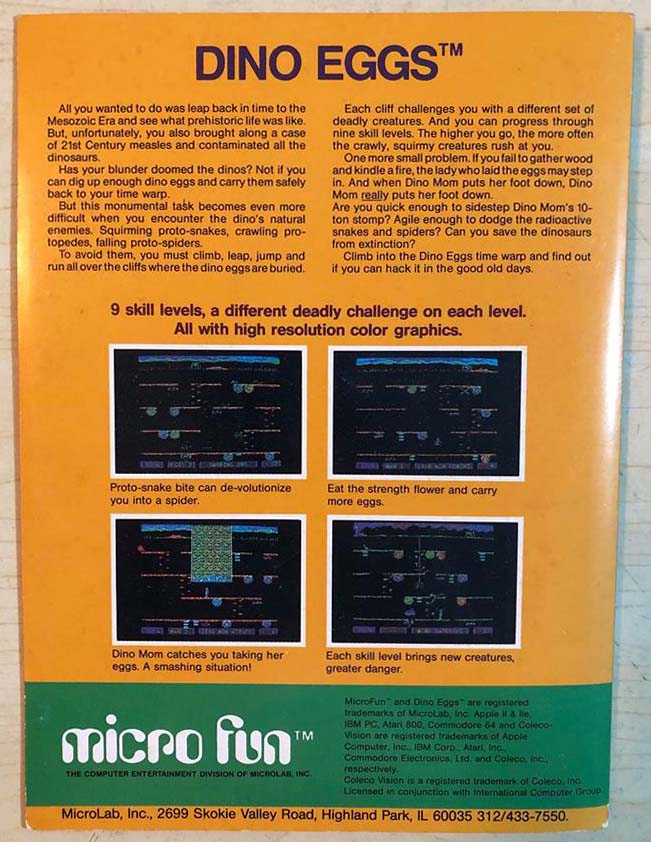 DINO EGGS™
All you wanted to do was leap back in time to the
Mesozoic Era and see what prehistoric life was like.
But, unfortunately, you also brought along a case
of 21st Century measles and contaminated all the
dinosaurs.
Has your blunder doomed the dinos? Not if you
can dig up enough dino eggs and carry them safely
back to your time warp.
But this monumental task becomes even more
difficult when you encounter the dino's natural
enemies. Squirming proto-snakes, crawling pro-
topedes, falling proto-spiders.
To avoid them, you must climb, leap, jump and
run all over the cliffs where the dino eggs are buried.
Each cliff challenges you with a different set of
deadly creatures. And you can progress through
nine skill levels. The higher you go, the more often
the crawly, squirmy creatures rush at you.
One more small problem. If you fail to gather wood
and kindle a fire, the lady who laid the eggs may step
in. And when Dino Mom puts her foot down, Dino
Mom really puts her foot down.
Are you quick enough to sidestep Dino Mom's 10-
ton stomp? Agile enough to dodge the radioactive
snakes and spiders? Can you save the dinosaurs
from extinction?
Climb into the Dino Eggs time warp and find out
if you can hack it in the good old days.
9 skill levels, a different deadly challenge on each level.
All with high resolution color graphics.
Proto-snake bite can de-volutionize
you into a spider.
Eat the strength flower and carry
more eggs.
Dino Mom catches you taking her
eggs. A smashing situation!
Each skill level brings new creatures,
greater danger.
micro fun™
THE COMPUTER ENTERTAINMENT DIVISION OF MICROLAB, INC.
MicroFun™ and Dino Eggs™ are registered
trademarks of MicroLab, Inc. Apple II & IIe,
IBM PC, Atari 800, Commodore 64 and Coleco-
Vision are registered trademarks of Apple
Computer, Inc., IBM Corp., Atari, Inc.,
Commodore Electronics, Ltd. and Coleco, Inc.,
respectively.
Coleco Vision is a registered trademark of Coleco, Inc.
Licensed in conjunction with International Computer Group
MicroLab, Inc., 2699 Skokie Valley Road, Highland Park, IL 60035 312/433-7550.